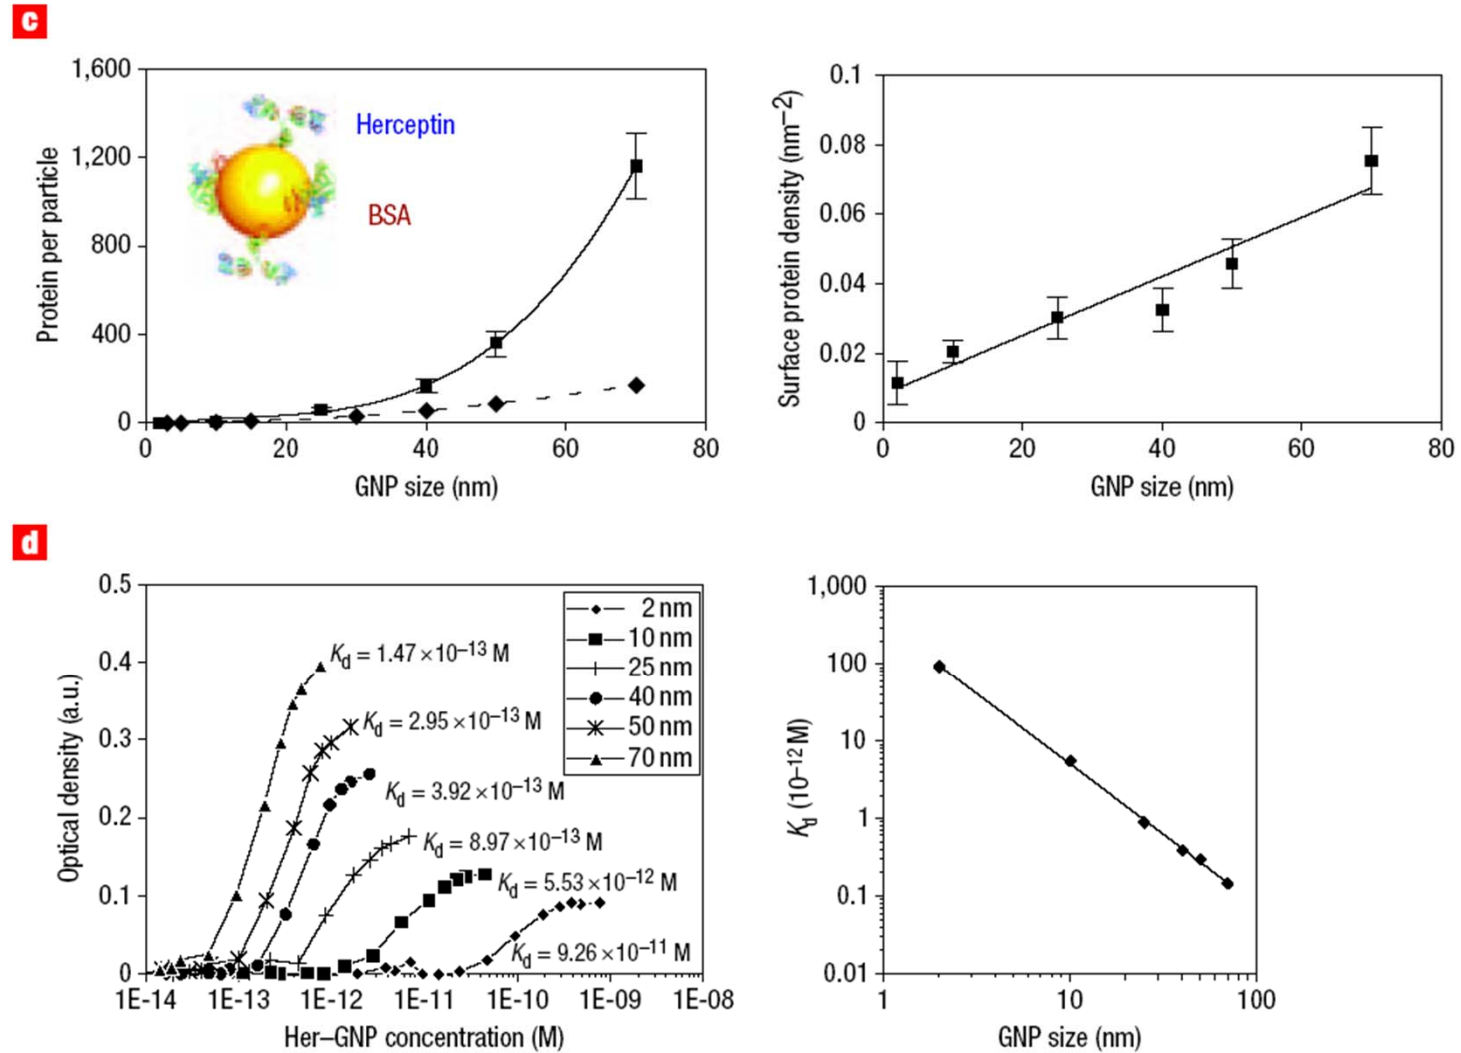 c
1,600
1,200
800
400
0
Protein per particle
Herceptin
BSA
0 20 40 60 80
GNP size (nm)
0.1
0.08
0.06
0.04
0.02
0
Surface protein density (nm–2)
0 20 40 60 80
GNP size (nm)
d
0.5
0.4
0.3
0.2
0.1
0
Optical density (a.u.)
Kd = 1.47 ×10–13 M
Kd = 2.95 ×10–13 M
Kd = 3.92 ×10–13 M
Kd = 8.97 ×10–13 M
Kd = 5.53 ×10–12 M
Kd = 9.26 ×10–11 M
2 nm
10 nm
25 nm
40 nm
50 nm
70 nm
1E-14 1E-13 1E-12 1E-11 1E-10 1E-09 1E-08
Her–GNP concentration (M)
1,000
100
10
1
0.1
0.01
Kd (10–12 M)
1 10 100
GNP size (nm)